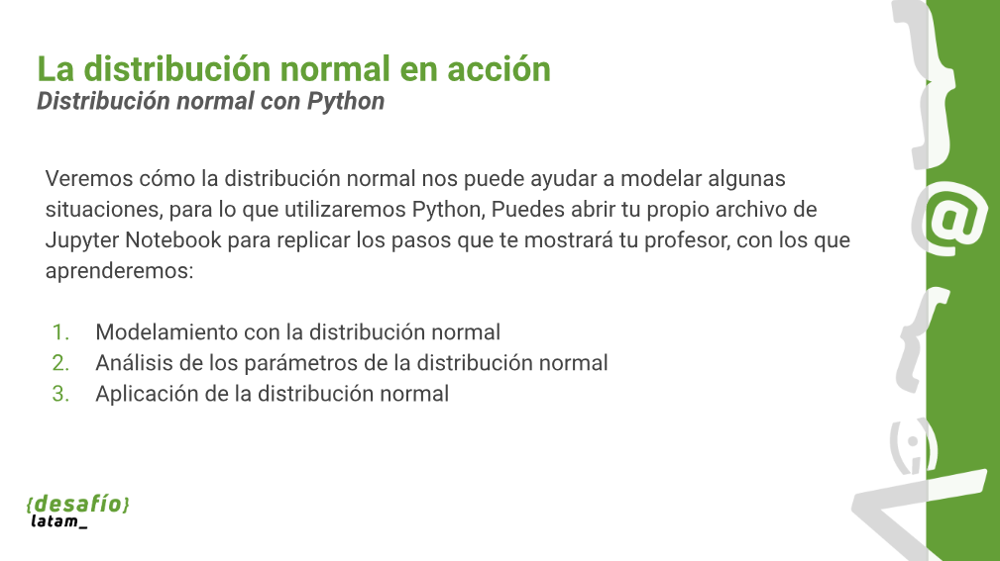 La distribución normal en acción
Distribución normal con Python
Veremos cómo la distribución normal nos puede ayudar a modelar algunas
situaciones, para lo que utilizaremos Python, Puedes abrir tu propio archivo de
Jupyter Notebook para replicar los pasos que te mostrará tu profesor, con los que
aprenderemos:
1. Modelamiento con la distribución normal
2. Análisis de los parámetros de la distribución normal
3. Aplicación de la distribución normal
{desafío}
latam_